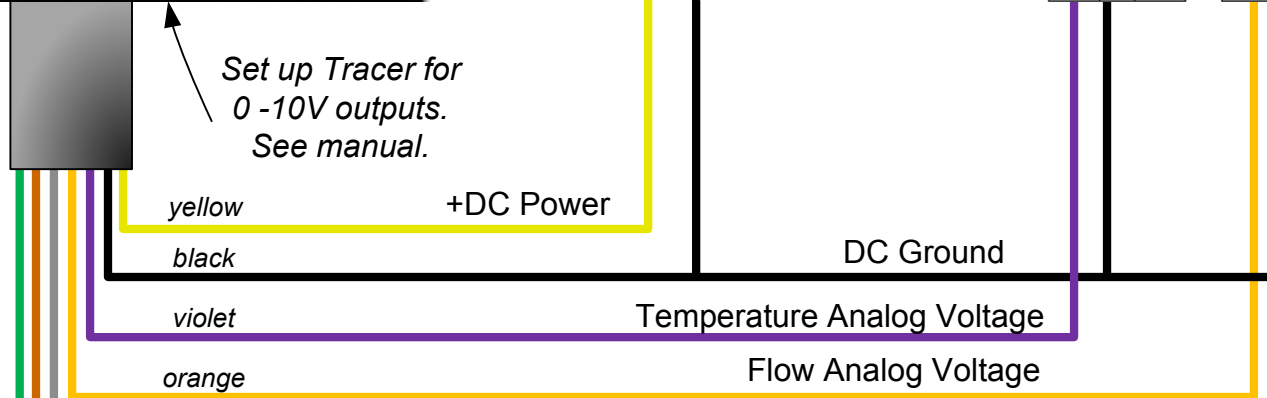 Set up Tracer for
0 -10V outputs.
See manual.
yellow
+DC Power
black
DC Ground
violet
Temperature Analog Voltage
orange
Flow Analog Voltage